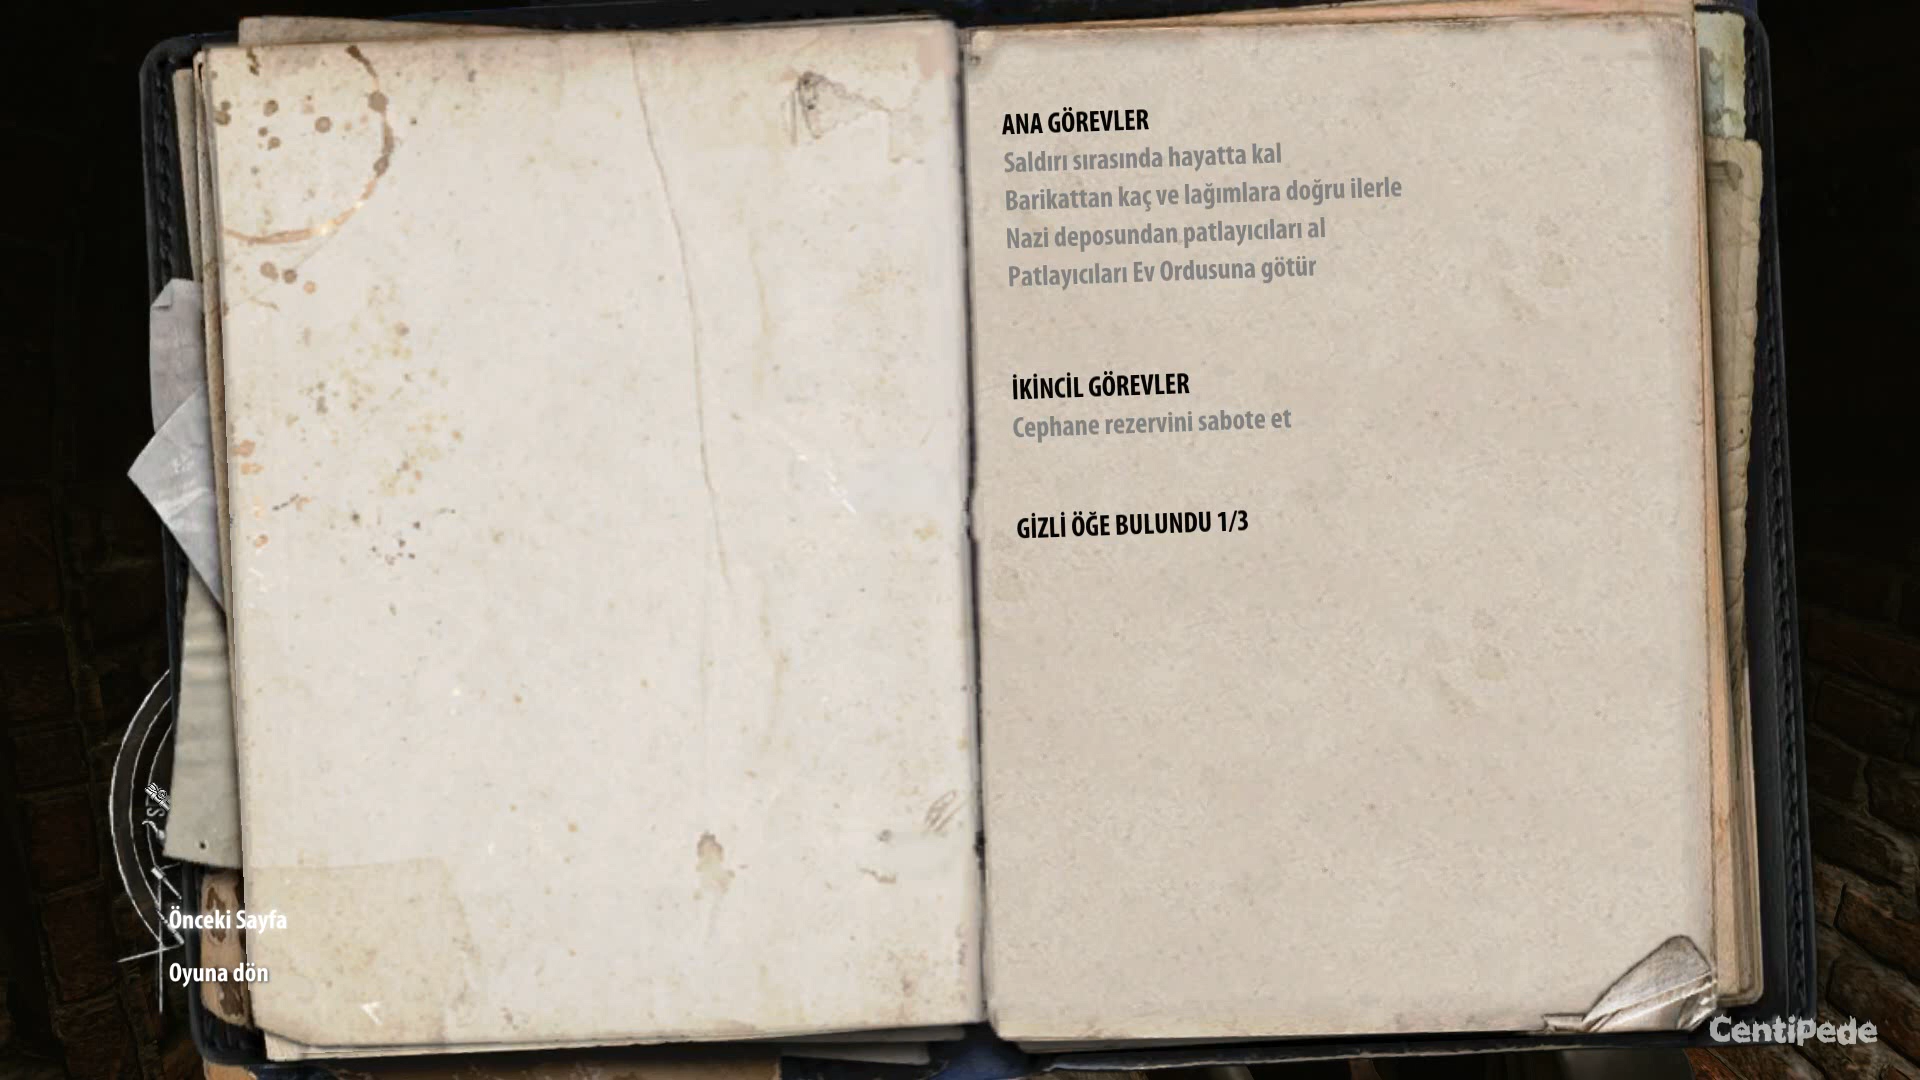 ANA GÖREVLER
Saldırı sırasında hayatta kal
Barikattan kaç ve lağımlara doğru ilerle
Nazi deposundan patlayıcıları al
Patlayıcıları Ev Ordusuna götür
İKİNCİL GÖREVLER
Cephane rezervini sabote et
GİZLİ ÖĞE BULUNDU 1/3
Önceki Sayfa
Oyuna dön
CentiPede